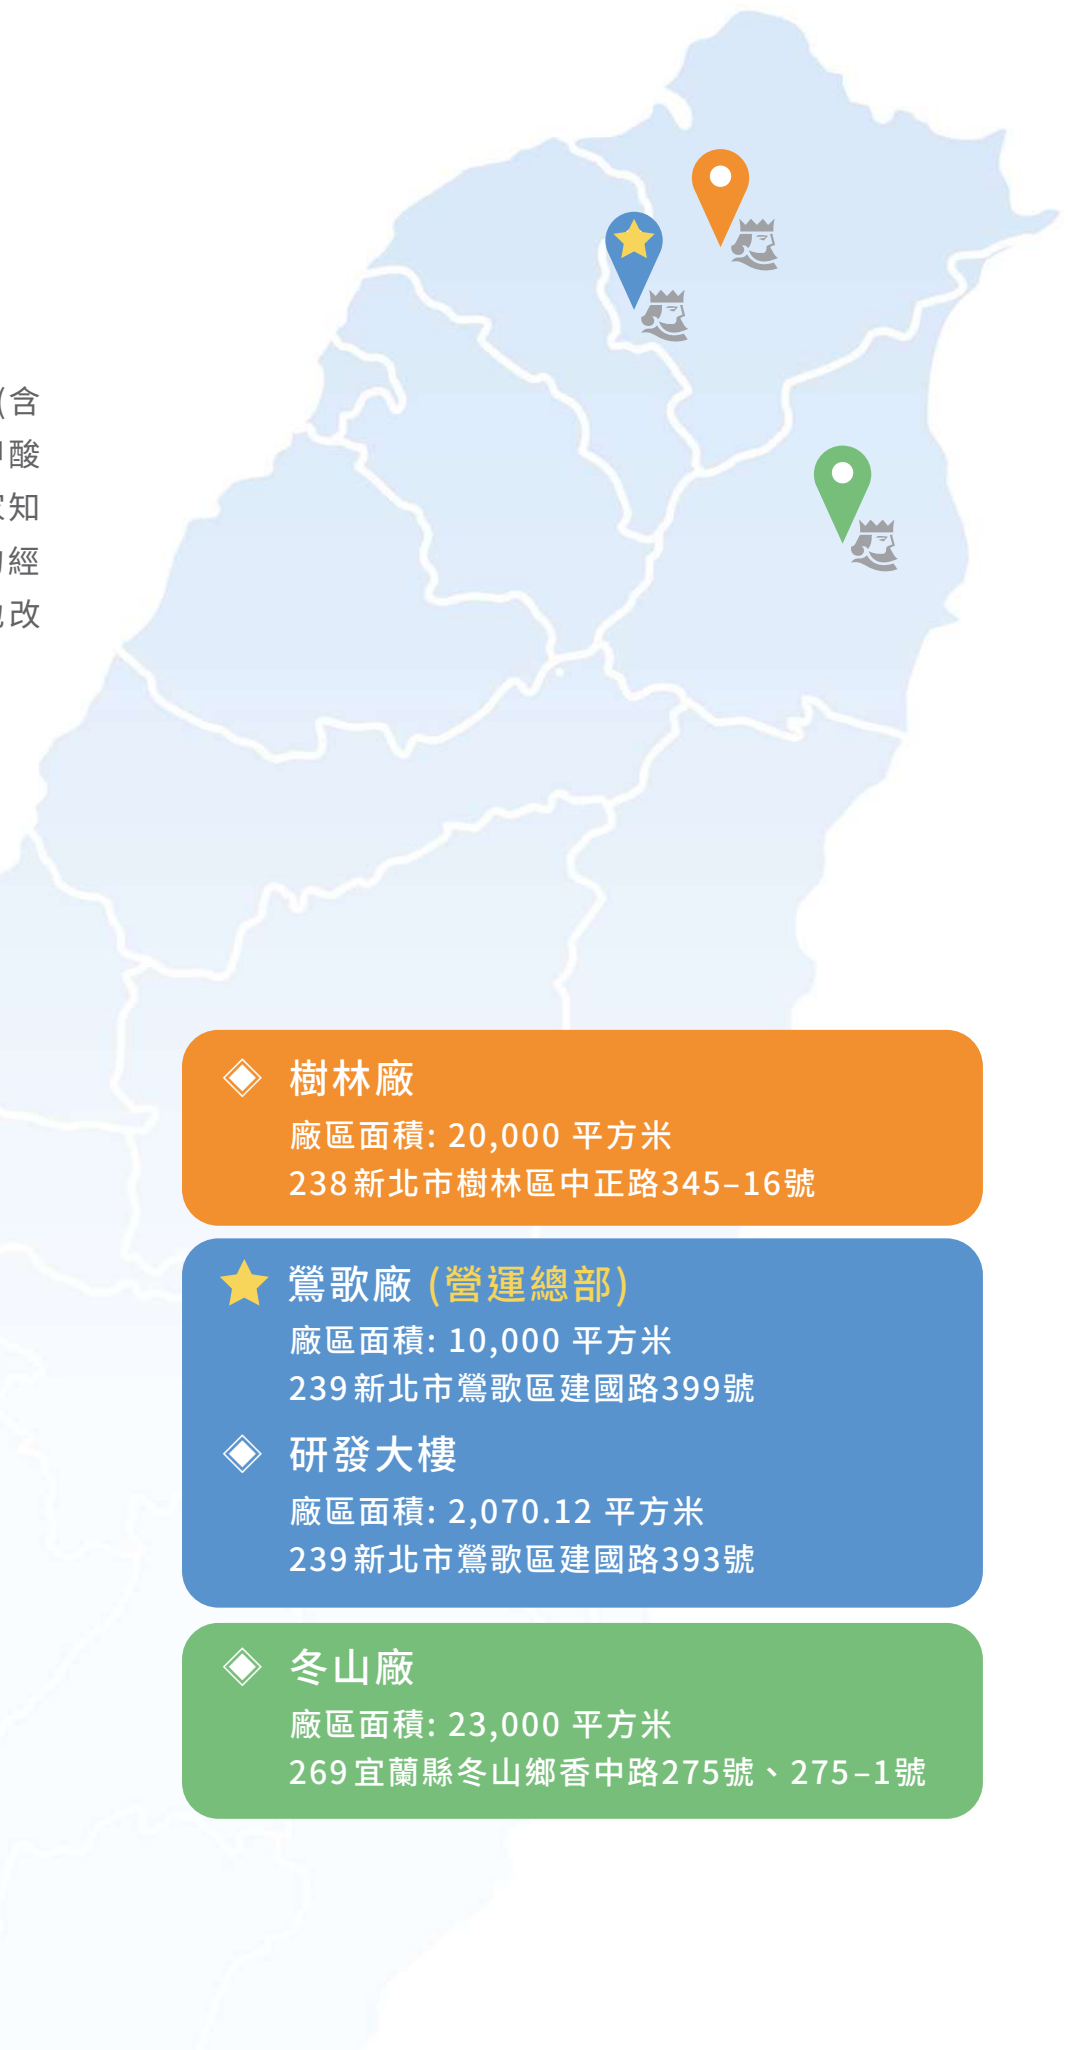 (含
酸
知
經
改
樹林廠
廠區面積: 20,000 平方米
238新北市樹林區中正路345-16號
鶯歌廠 (營運總部)
廠區面積: 10,000 平方米
239新北市鶯歌區建國路399號
研發大樓
廠區面積: 2,070.12 平方米
239新北市鶯歌區建國路393號
冬山廠
廠區面積: 23,000 平方米
269宜蘭縣冬山鄉香中路275號、275-1號